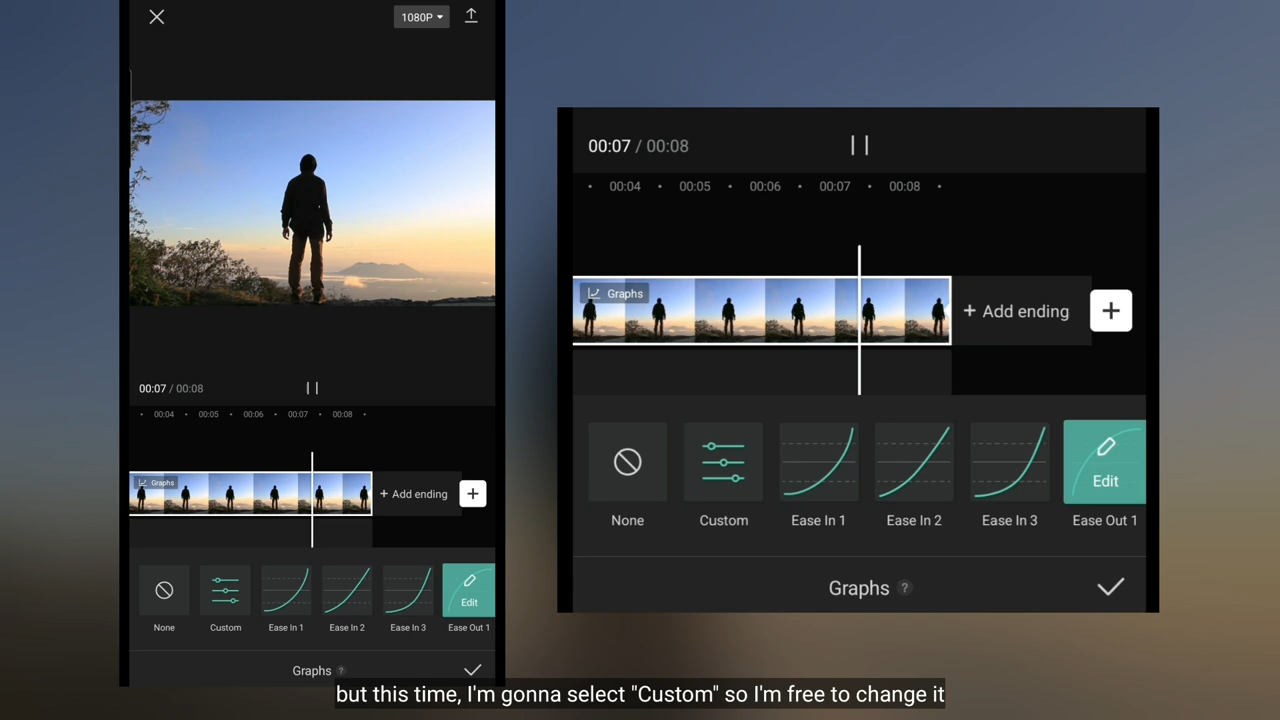 1080P
00:07 / 00:08
00:04 00:05 00:06 00:07 00:08
Graphs
+ Add ending
+
None Custom Ease In 1 Ease In 2 Ease In 3 Edit Ease Out 1
Graphs ?
00:07 / 00:08
00:04 00:05 00:06 00:07 00:08
Graphs
+ Add ending
+
Edit
None Custom Ease In 1 Ease In 2 Ease In 3 Ease Out 1
Graphs ?
but this time, I'm gonna select "Custom" so I'm free to change it